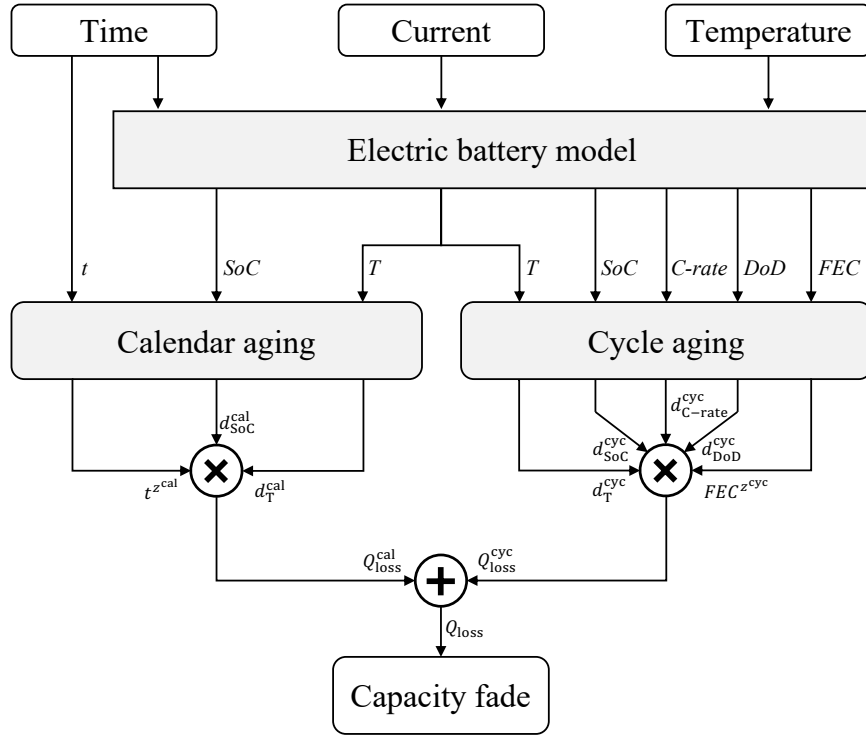 Time
Current
Temperature
Electric battery model
t
SoC
T
T
SoC
C-rate
DoD
FEC
Calendar aging
Cycle aging
d_SoC^cal
d_C−rate^cyc
d_SoC^cyc
d_DoD^cyc
t^z^cal
d_T^cal
d_T^cyc
FEC^z^cyc
Q_loss^cal
Q_loss^cyc
Q_loss
Capacity fade